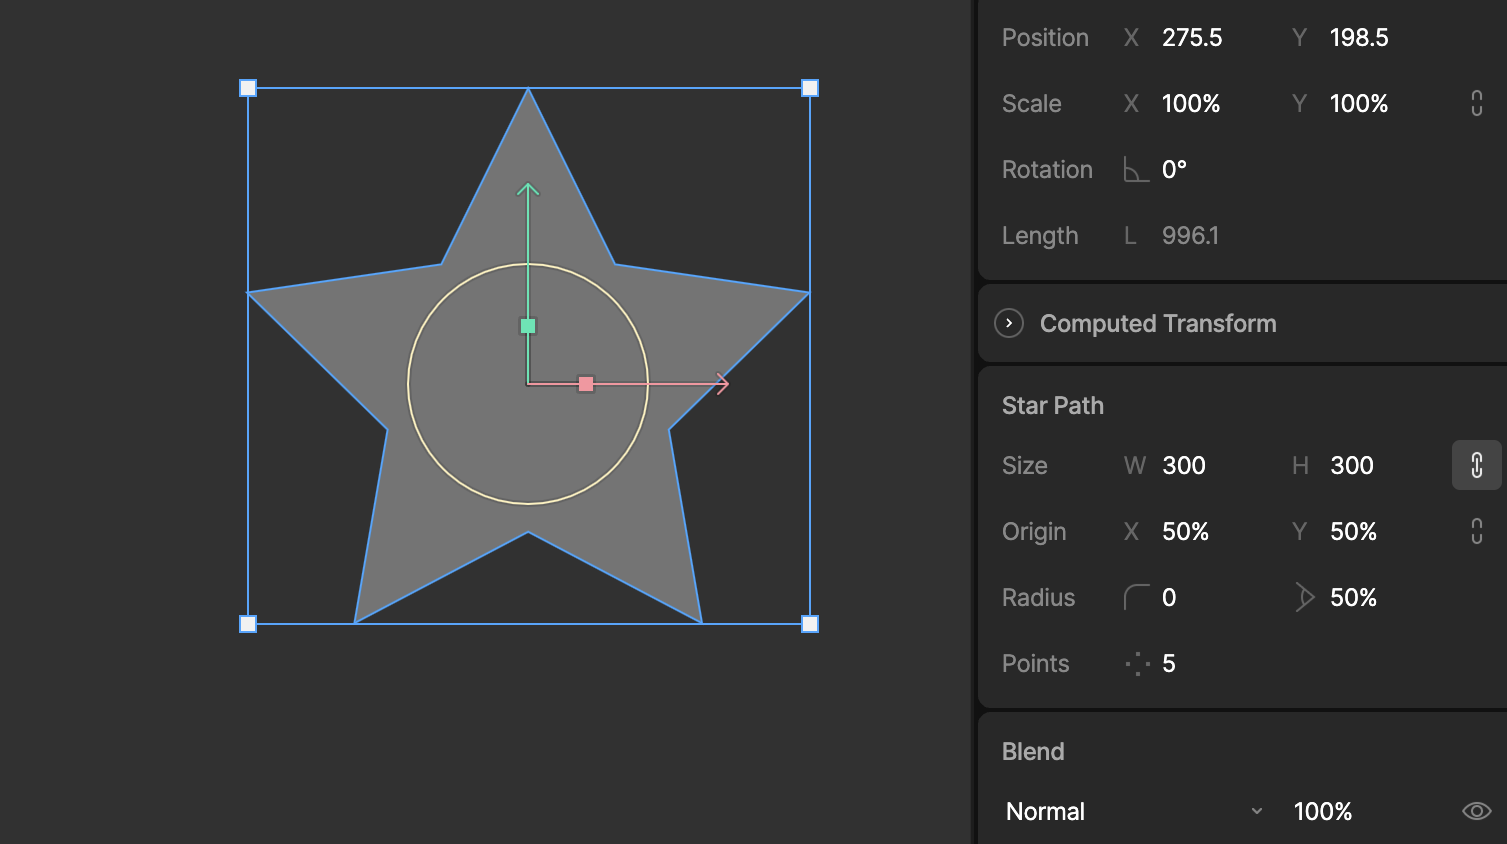 Position X 275.5 Y 198.5
Scale X 100% Y 100%
Rotation 0°
Length L 996.1
Computed Transform
Star Path
Size W 300 H 300
Origin X 50% Y 50%
Radius 0 50%
Points 5
Blend
Normal 100%